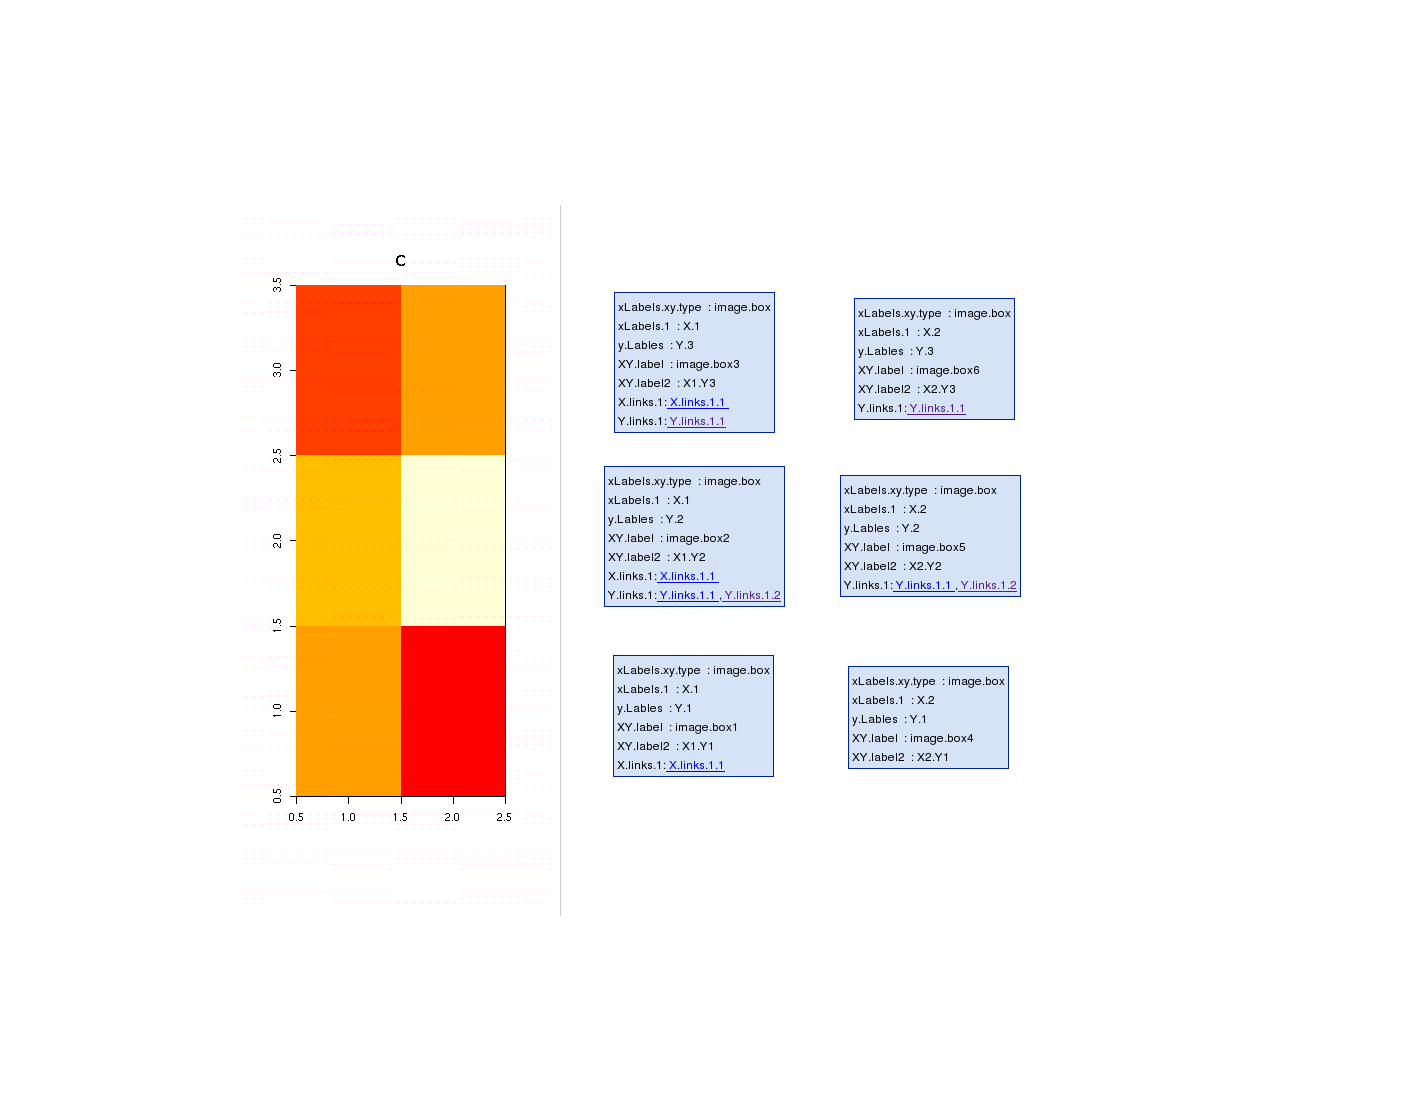 C
3.5
3.0
2.5
2.0
1.5
1.0
0.5
0.5 1.0 1.5 2.0 2.5
xLabels.xy.type : image.box
xLabels.1 : X.1
y.Lables : Y.3
XY.label : image.box3
XY.label2 : X1.Y3
X.links.1: X.links.1.1
Y.links.1: Y.links.1.1
xLabels.xy.type : image.box
xLabels.1 : X.2
y.Lables : Y.3
XY.label : image.box6
XY.label2 : X2.Y3
Y.links.1: Y.links.1.1
xLabels.xy.type : image.box
xLabels.1 : X.1
y.Lables : Y.2
XY.label : image.box2
XY.label2 : X1.Y2
X.links.1: X.links.1.1
Y.links.1: Y.links.1.1 , Y.links.1.2
xLabels.xy.type : image.box
xLabels.1 : X.2
y.Lables : Y.2
XY.label : image.box5
XY.label2 : X2.Y2
Y.links.1: Y.links.1.1 , Y.links.1.2
xLabels.xy.type : image.box
xLabels.1 : X.1
y.Lables : Y.1
XY.label : image.box1
XY.label2 : X1.Y1
X.links.1: X.links.1.1
xLabels.xy.type : image.box
xLabels.1 : X.2
y.Lables : Y.1
XY.label : image.box4
XY.label2 : X2.Y1